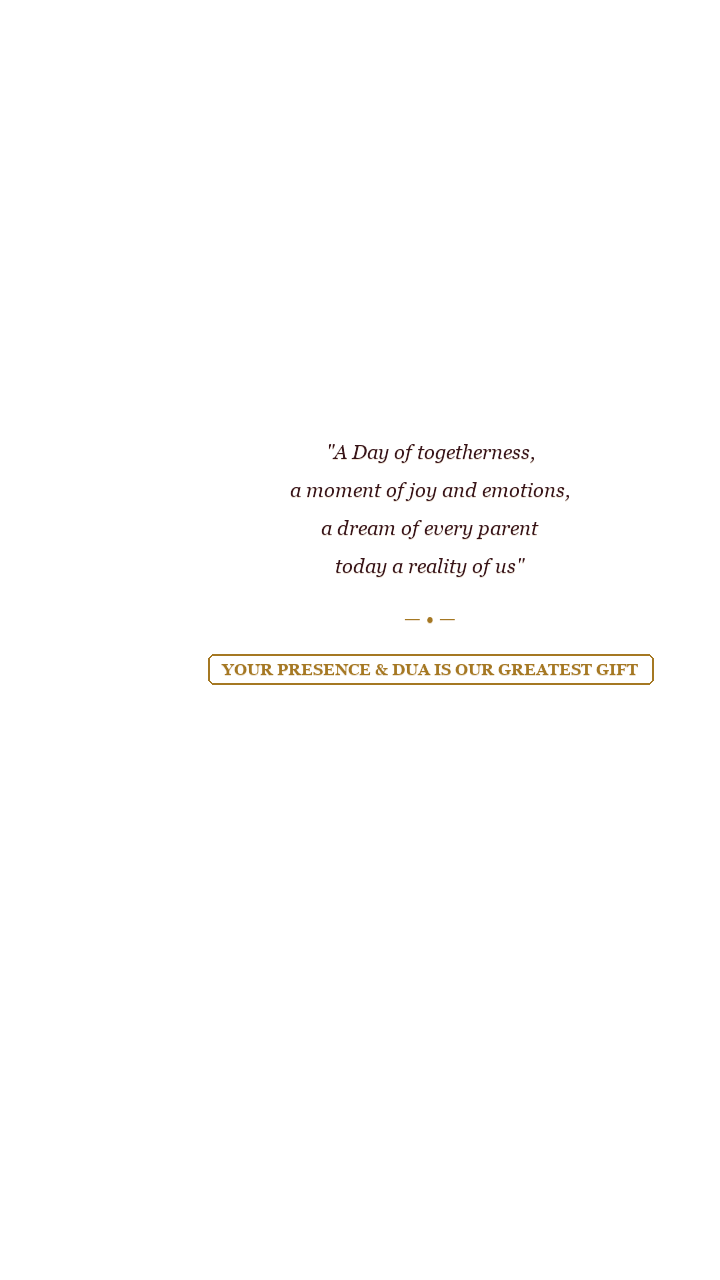 "A Day of togetherness,
a moment of joy and emotions,
a dream of every parent
today a reality of us"
— • —
YOUR PRESENCE & DUA IS OUR GREATEST GIFT